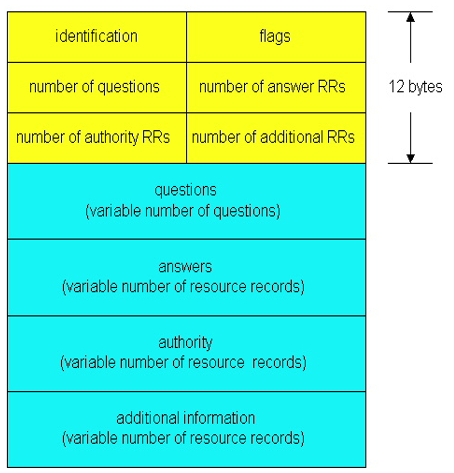 identification flags
number of questions number of answer RRs 12 bytes
number of authority RRs number of additional RRs
questions
(variable number of questions)
answers
(variable number of resource records)
authority
(variable number of resource records)
additional information
(variable number of resource records)